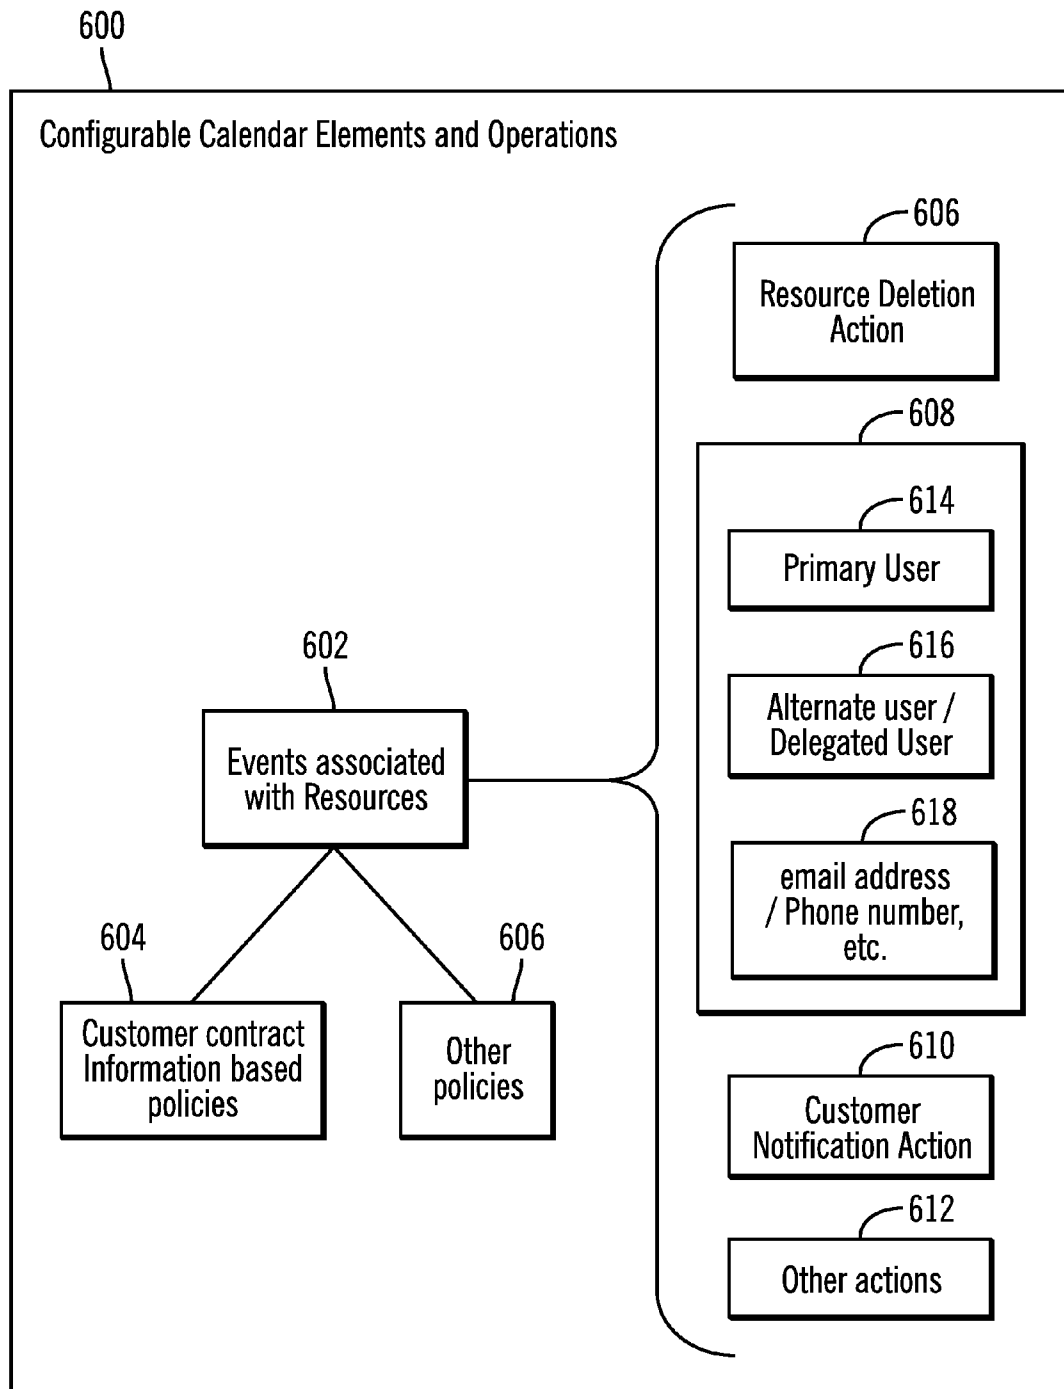 600
Configurable Calendar Elements and Operations
606
Resource Deletion
Action
608
614
Primary User
616
Alternate user /
Delegated User
618
email address
/ Phone number,
etc.
602
Events associated
with Resources
604
Customer contract
Information based
policies
606
Other
policies
610
Customer
Notification Action
612
Other actions